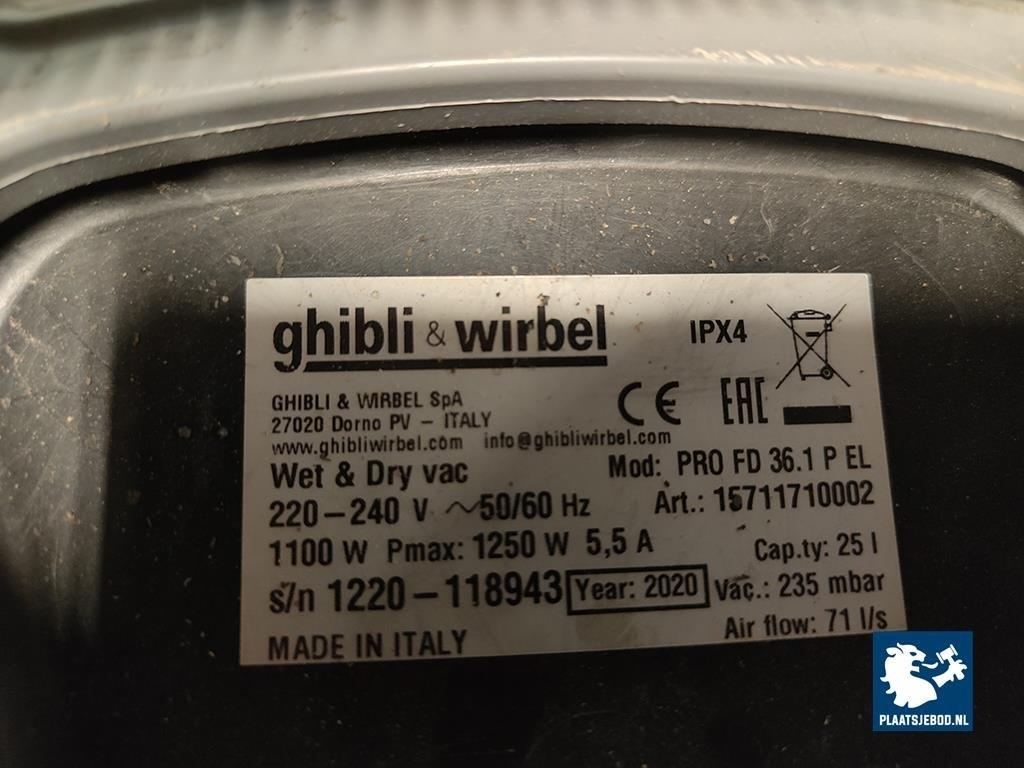 ghibli & wirbel
IPX4
GHIBLI & WIRBEL SpA
27020 Dorno PV – ITALY
www.ghibliwirbel.com info@ghibliwirbel.com
CE EAC
Wet & Dry vac
Mod: PRO FD 36.1 P EL
220–240 V ~50/60 Hz
Art.: 15711710002
1100 W Pmax: 1250 W 5,5 A
Cap.ty: 25 l
s/n 1220–118943 Year: 2020
Vac.: 235 mbar
MADE IN ITALY
Air flow: 71 l/s
PLAATSJEBOD.NL